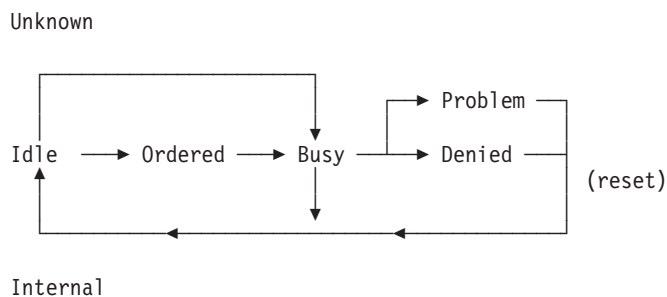 Unknown
Problem
Idle Ordered Busy Denied
(reset)
Internal